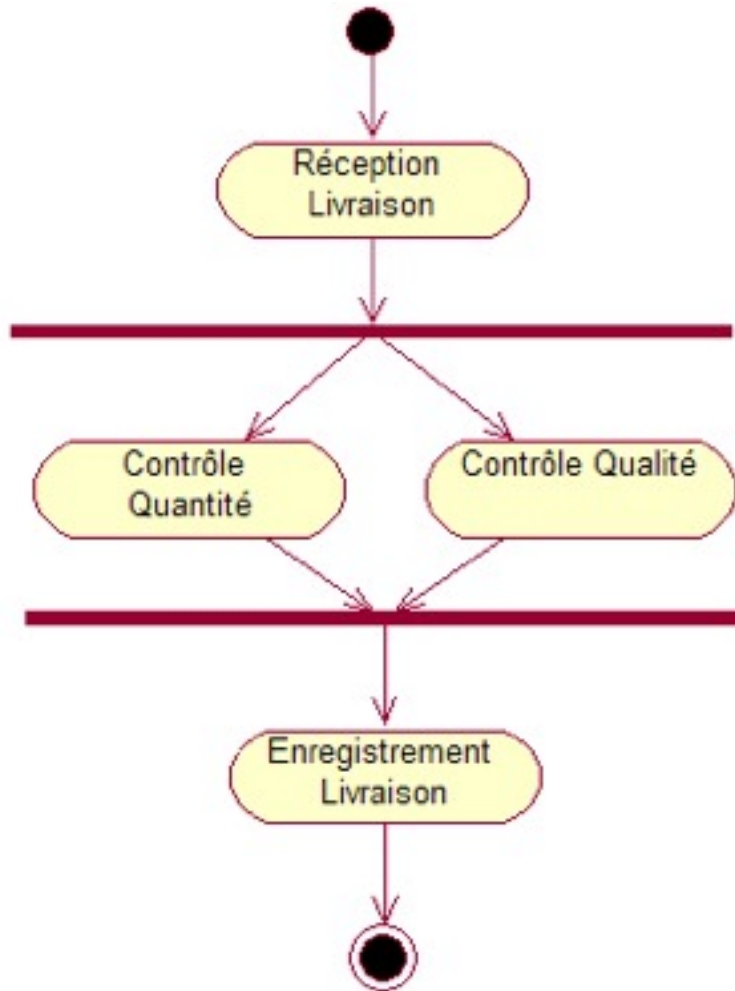 Réception
Livraison
Contrôle
Quantité
Contrôle Qualité
Enregistrement
Livraison